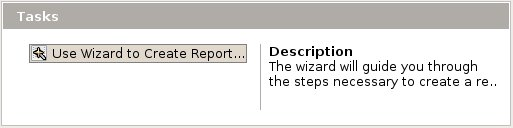 Tasks
Use Wizard to Create Report...
Description
The wizard will guide you through
the steps necessary to create a re..